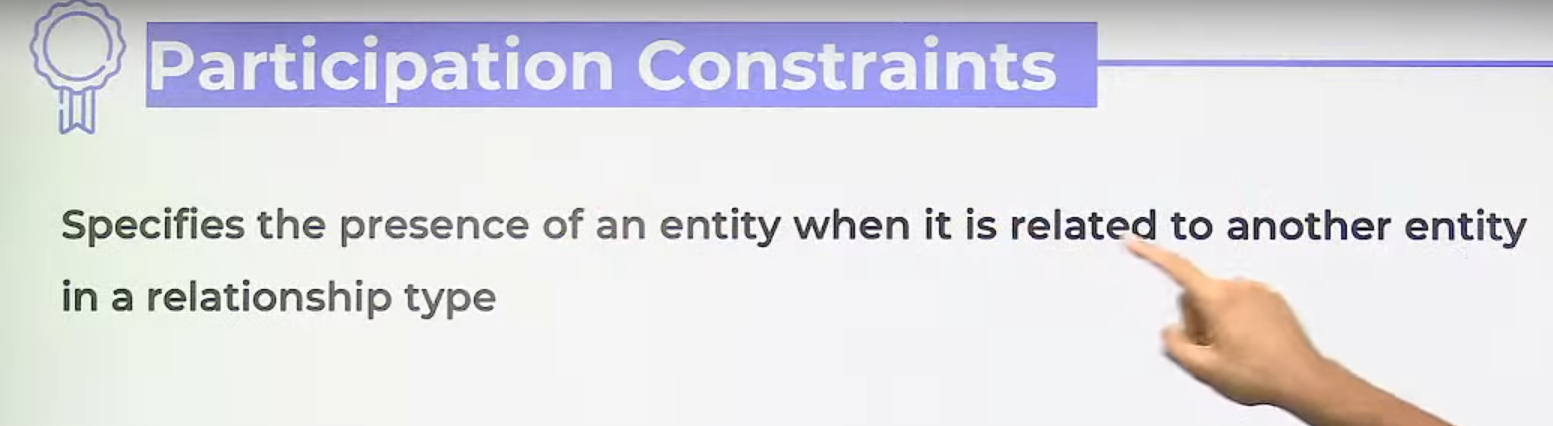 Participation Constraints
Specifies the presence of an entity when it is related to another entity
in a relationship type